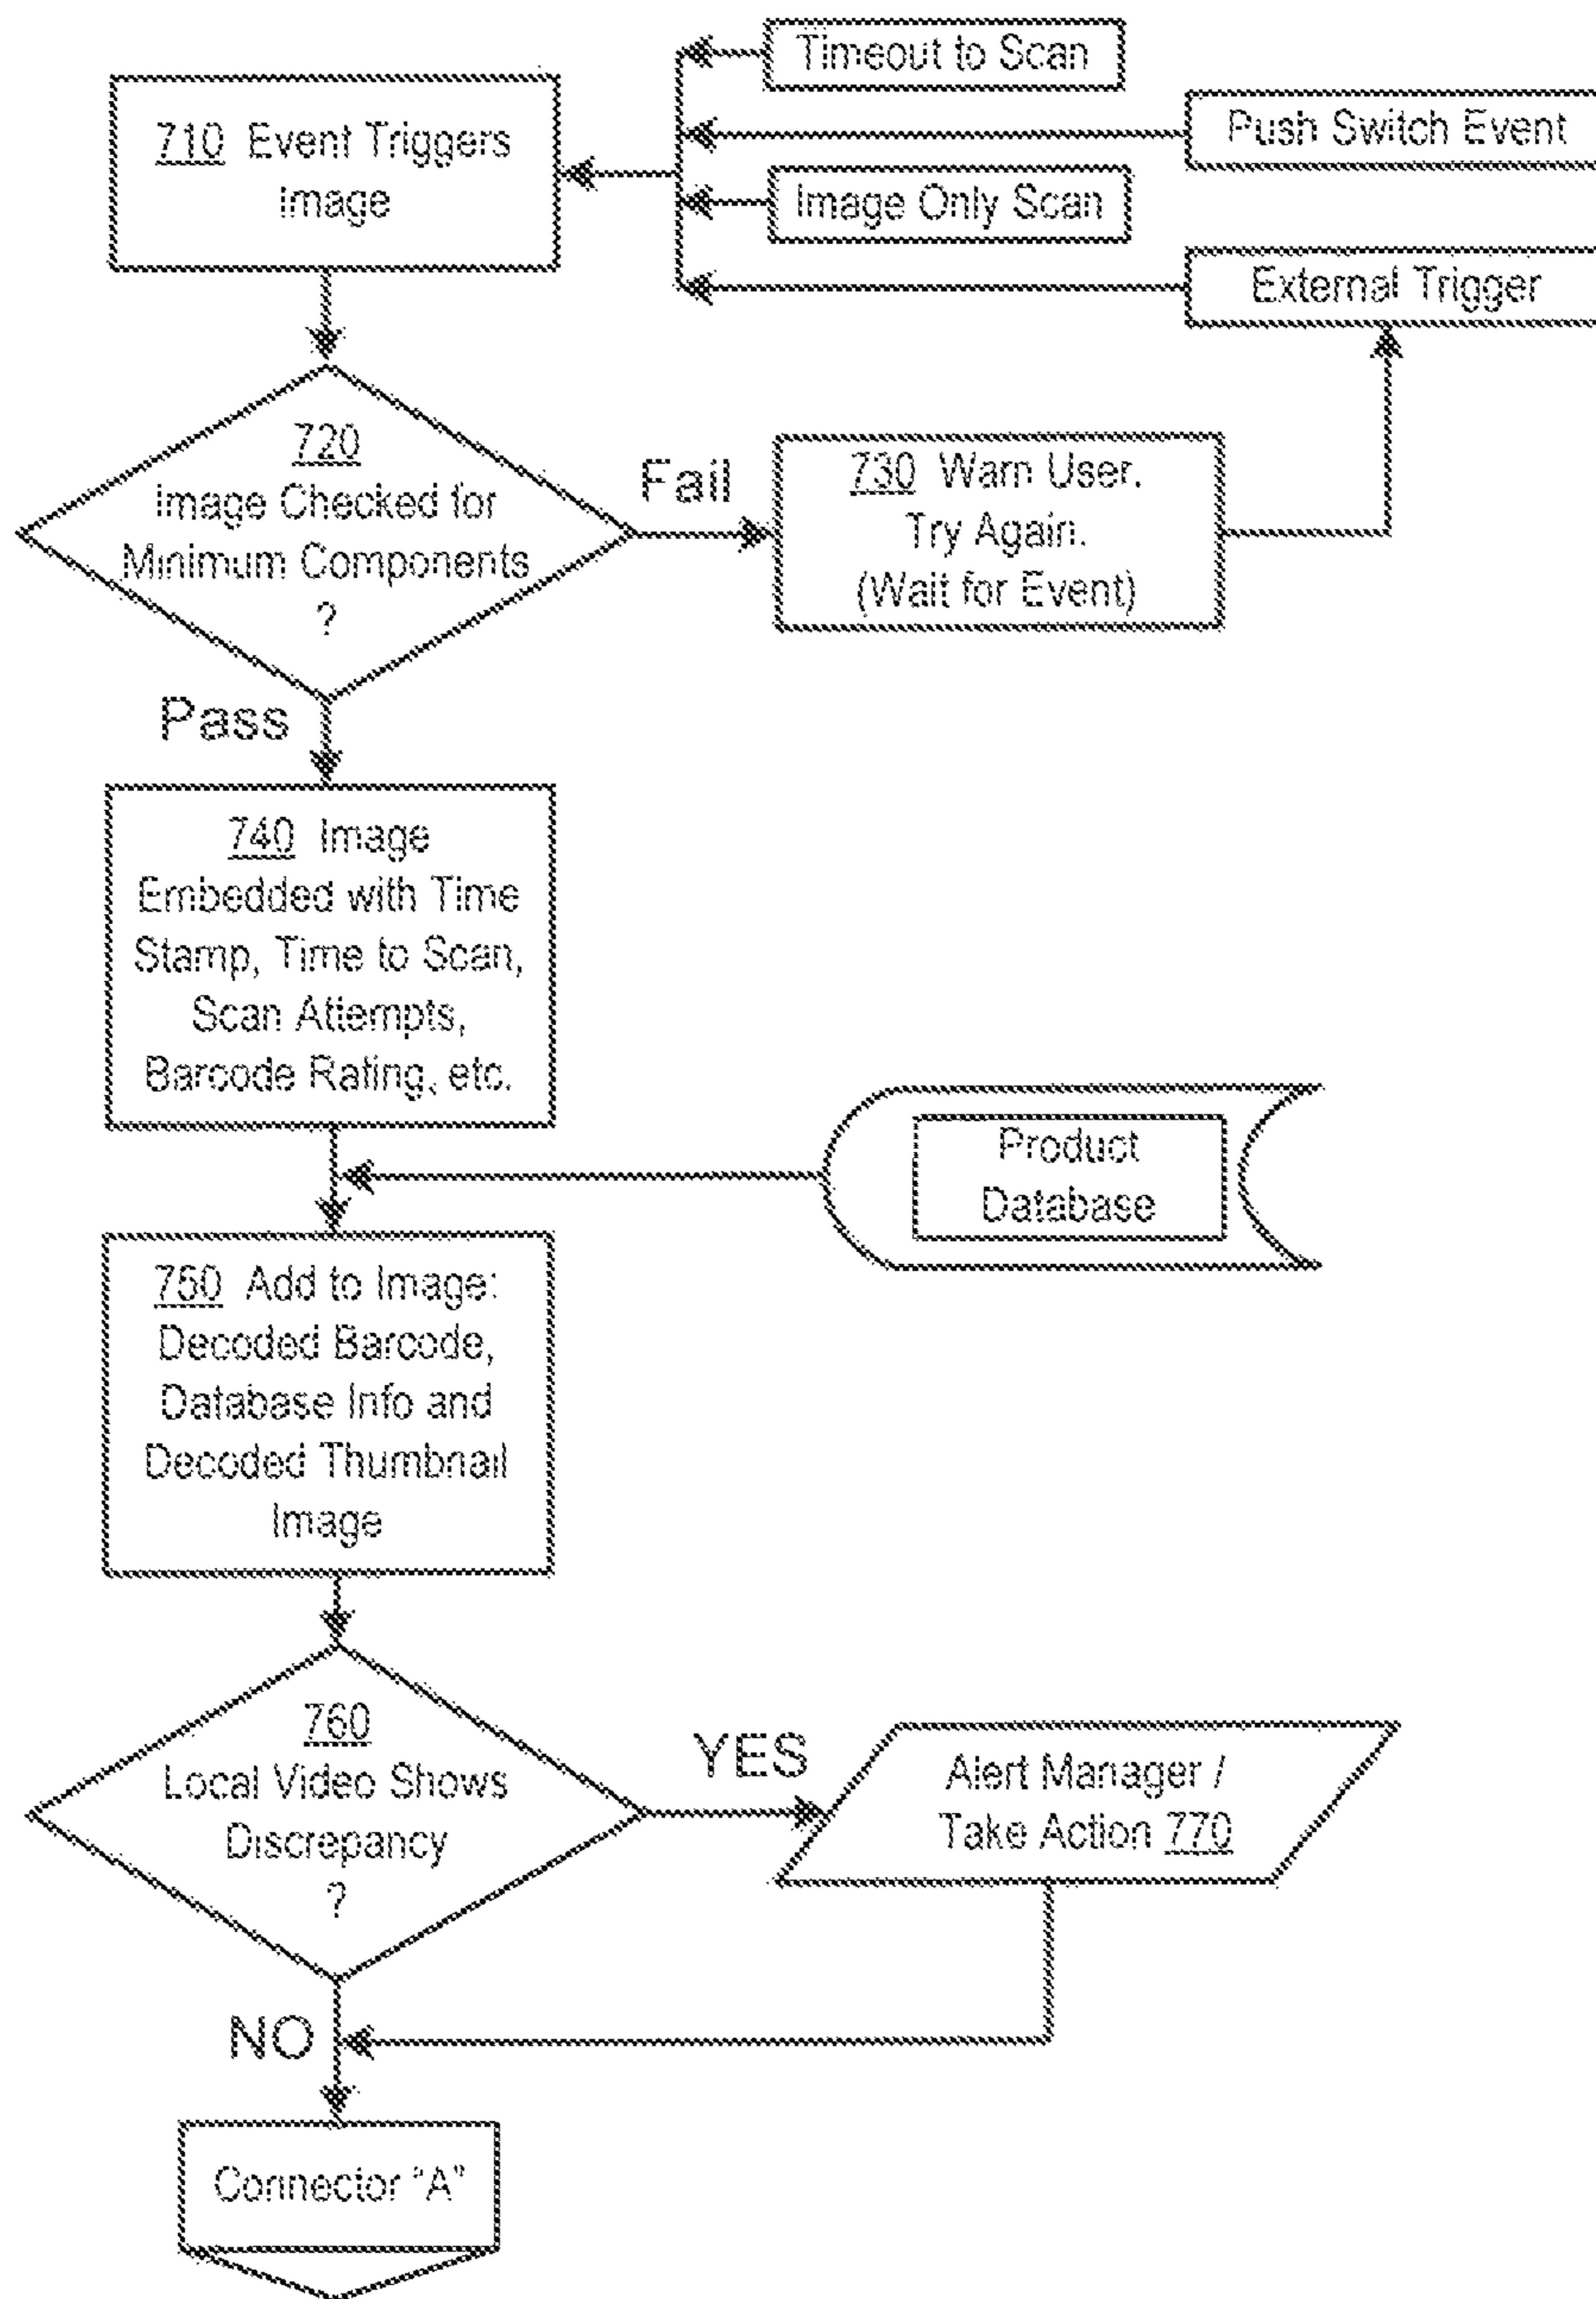 Timeout to Scan
Push Switch Event
710 Event Triggers
Image
Image Only Scan
External Trigger
720
Image Checked for
Minimum Components
?
Fail
730 Warn User.
Try Again.
(Wait for Event)
Pass
740 Image
Embedded with Time
Stamp, Time to Scan,
Scan Attempts,
Barcode Rating, etc.
Product
Database
750 Add to Image:
Decoded Barcode,
Database Info and
Decoded Thumbnail
Image
760
Local Video Shows
Discrepancy
?
YES
Alert Manager /
Take Action 770
NO
Connector “A”